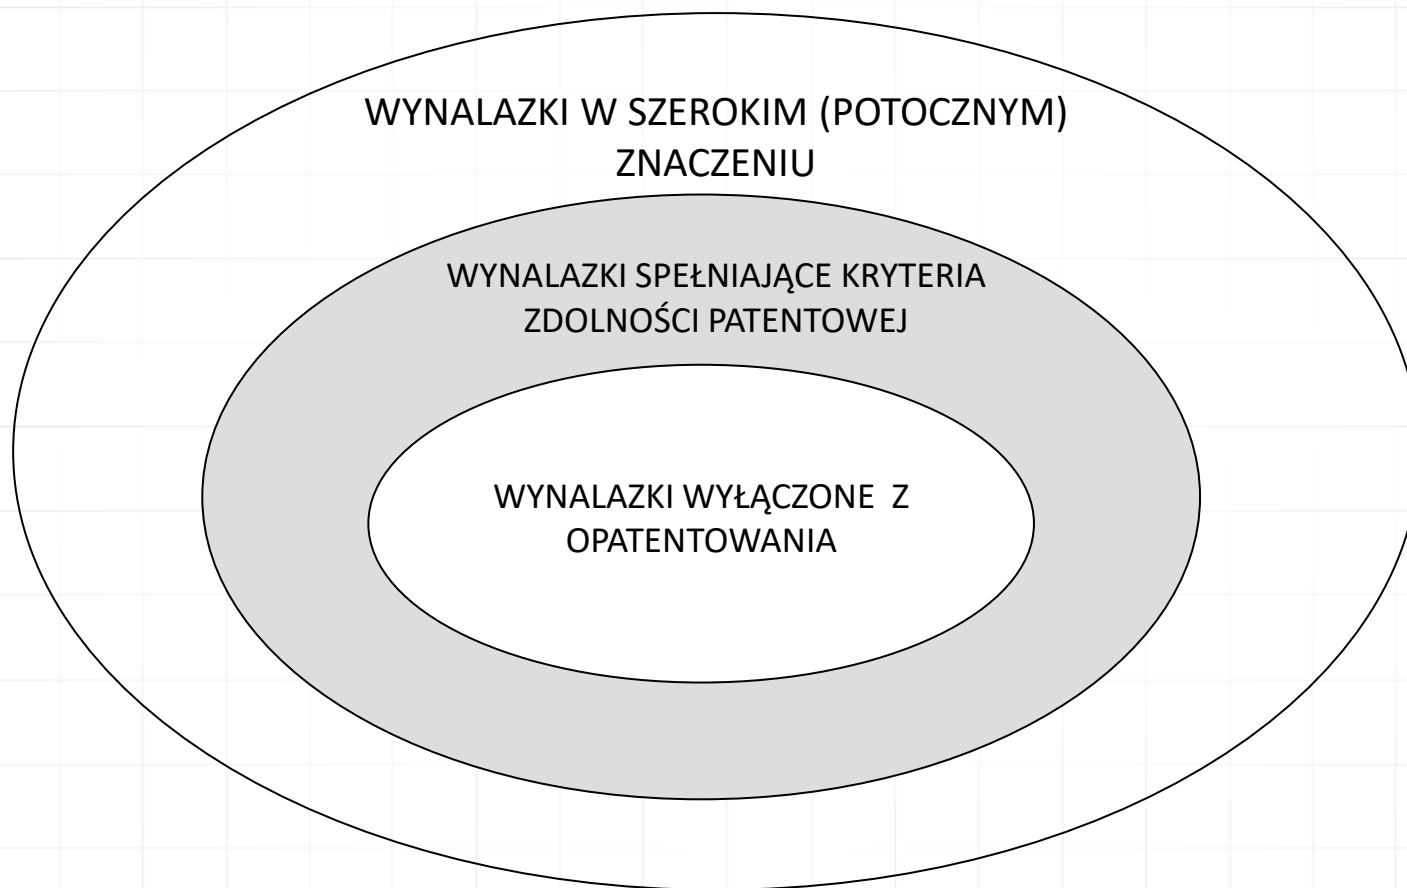 WYNALAZKI W SZEROKIM (POTOCZNYM)
ZNACZENIU
WYNALAZKI SPEŁNIAJĄCE KRYTERIA
ZDOLNOŚCI PATENTOWEJ
WYNALAZKI WYŁĄCZONE Z
OPATENTOWANIA